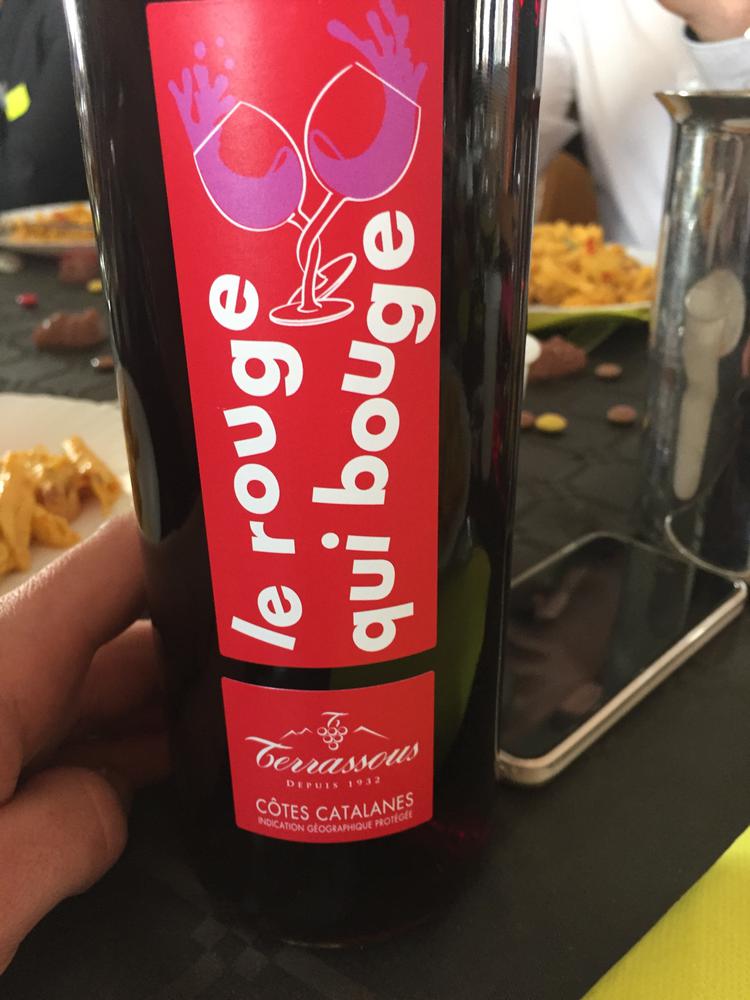 le rouge
qui bouge
Terrassous
DEPUIS 1932
CÔTES CATALANES
INDICATION GÉOGRAPHIQUE PROTÉGÉE